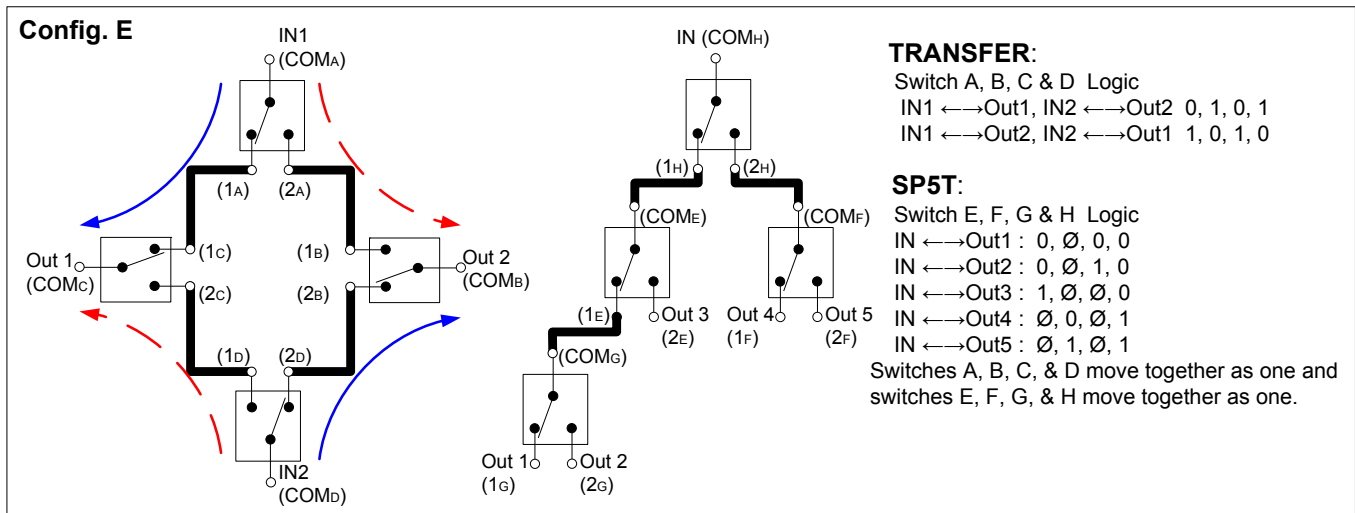 Config. E
IN1
(COMA)
(1A)
(2A)
Out 1
(COMC)
(1C)
(2C)
(1B)
(2B)
Out 2
(COMB)
(1D)
(2D)
IN2
(COMD)
IN (COMH)
(1H)
(2H)
(COME)
(COMF)
(1E)
Out 3
(2E)
Out 4
(1F)
Out 5
(2F)
(COMG)
Out 1
(1G)
Out 2
(2G)
TRANSFER:
Switch A, B, C & D Logic
IN1 ←→Out1, IN2 ←→Out2 0, 1, 0, 1
IN1 ←→Out2, IN2 ←→Out1 1, 0, 1, 0
SP5T:
Switch E, F, G & H Logic
IN ←→Out1 : 0, Ø, 0, 0
IN ←→Out2 : 0, Ø, 1, 0
IN ←→Out3 : 1, Ø, Ø, 0
IN ←→Out4 : Ø, 0, Ø, 1
IN ←→Out5 : Ø, 1, Ø, 1
Switches A, B, C, & D move together as one and
switches E, F, G, & H move together as one.